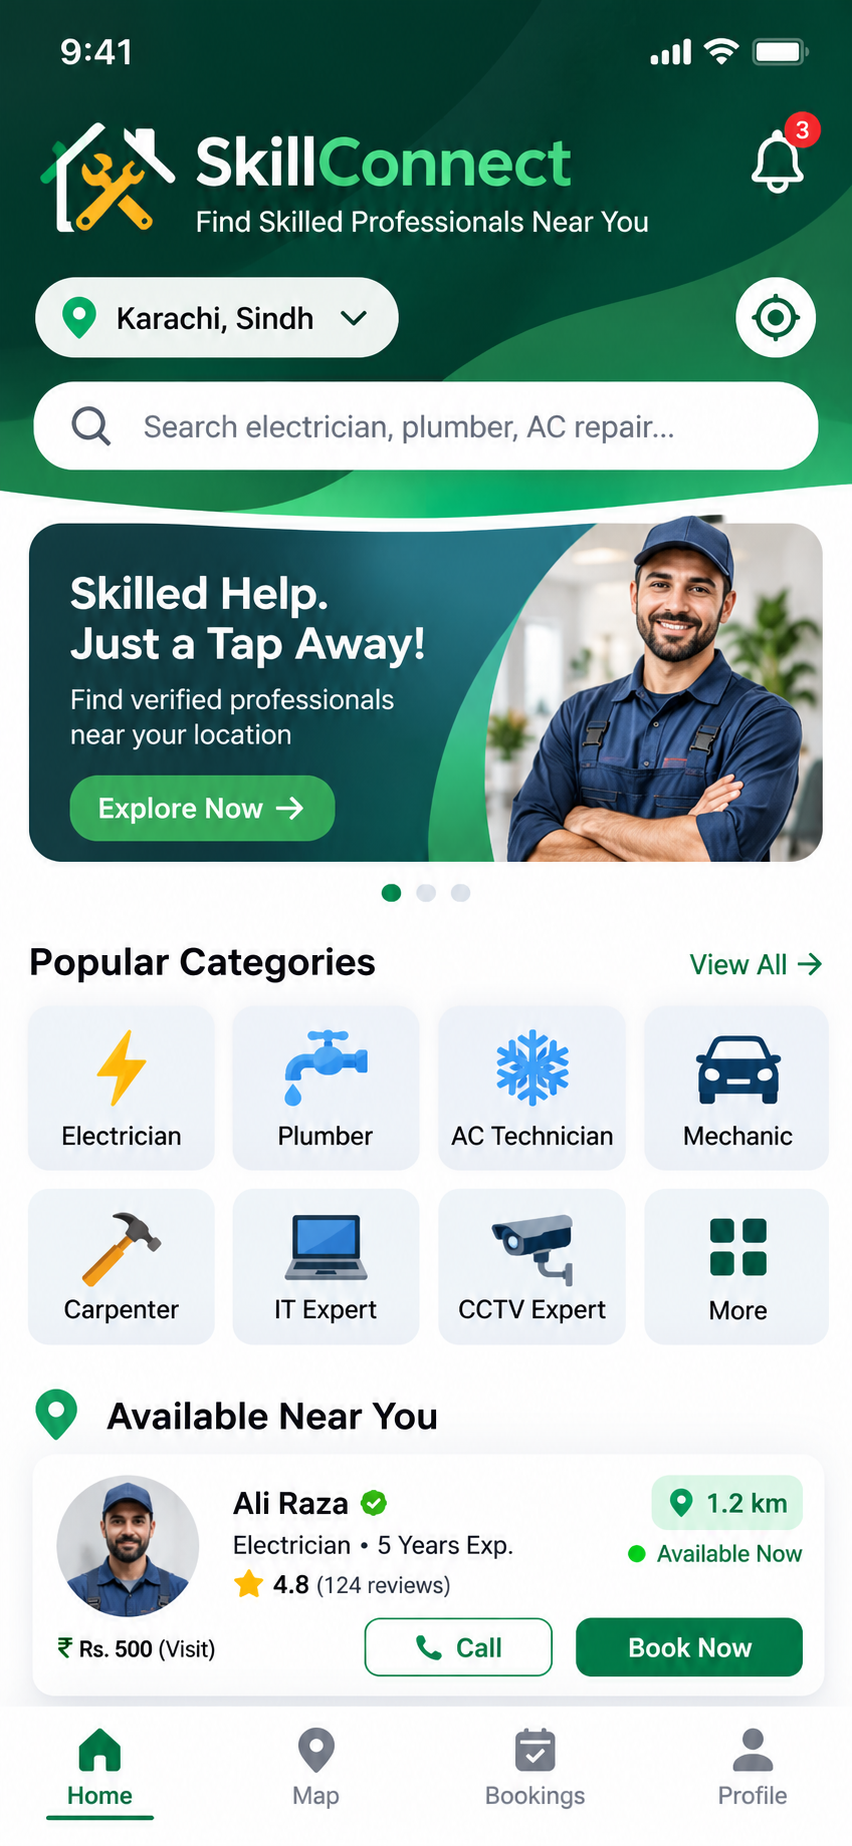 9:41
SkillConnect
3
Find Skilled Professionals Near You
Karachi, Sindh
Search electrician, plumber, AC repair...
Skilled Help.
Just a Tap Away!
Find verified professionals
near your location
Explore Now →
Popular Categories
View All →
Electrician
Plumber
AC Technician
Mechanic
Carpenter
IT Expert
CCTV Expert
More
Available Near You
Ali Raza
1.2 km
Electrician • 5 Years Exp.
Available Now
4.8 (124 reviews)
₹ Rs. 500 (Visit)
Call
Book Now
Home
Map
Bookings
Profile